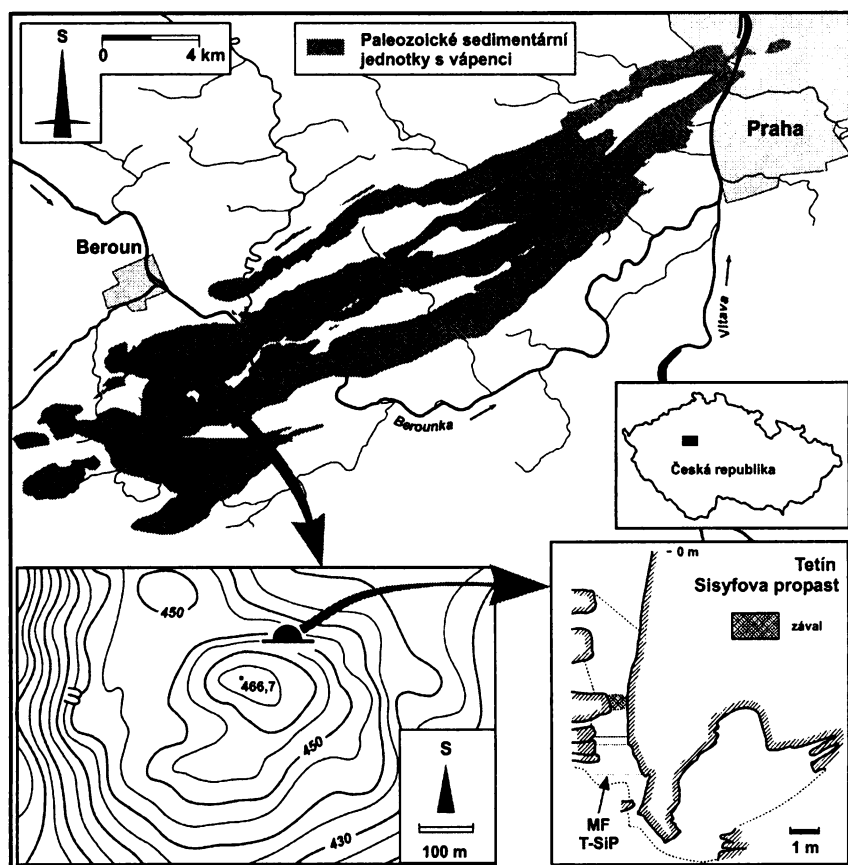 S
0 4 km
Paleozoické sedimentární
jednotky s vápenci
Praha
Beroun
Vltava
Berounka
Česká republika
450
466,7
450
430
S
100 m
- 0 m
Tetín
Sisyfova propast
zával
MF
T-SiP
1 m